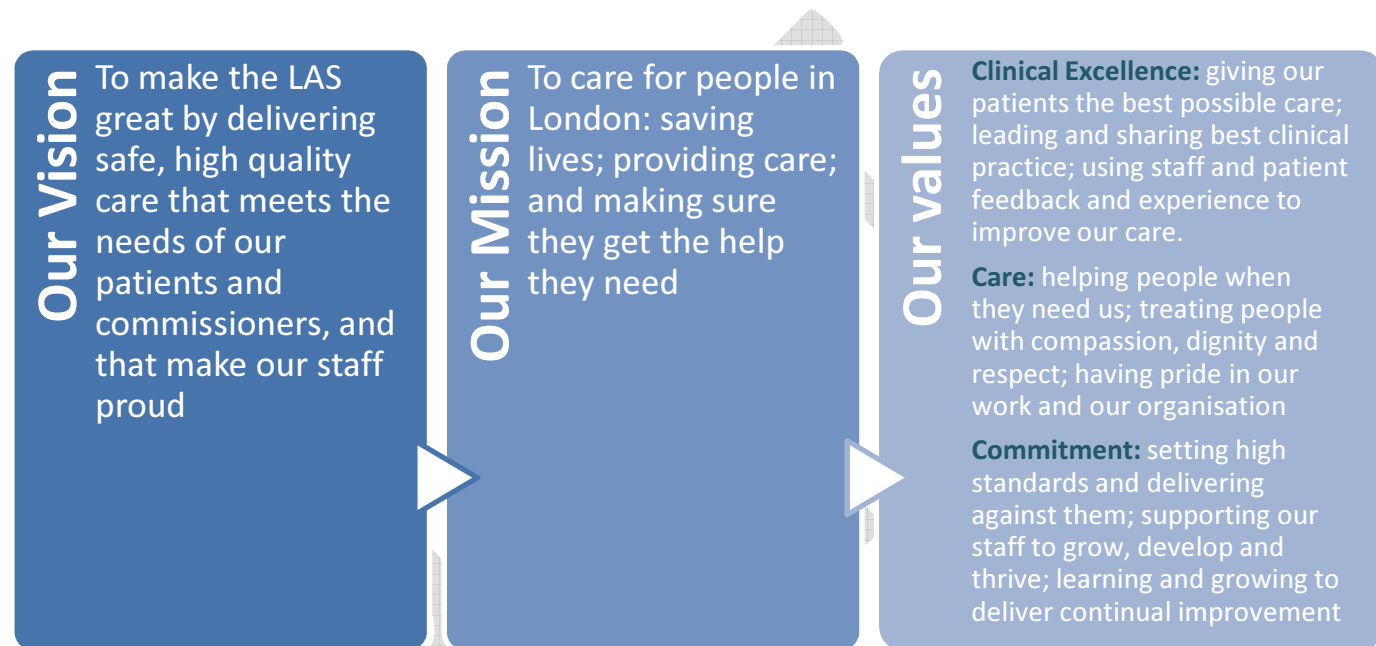 Our Vision
To make the LAS
great by delivering
safe, high quality
care that meets the
needs of our
patients and
commissioners, and
that make our staff
proud
Our Mission
To care for people in
London: saving
lives; providing care;
and making sure
they get the help
they need
Our values
Clinical Excellence: giving our
patients the best possible care;
leading and sharing best clinical
practice; using staff and patient
feedback and experience to
improve our care.
Care: helping people when
they need us; treating people
with compassion, dignity and
respect; having pride in our
work and our organisation
Commitment: setting high
standards and delivering
against them; supporting our
staff to grow, develop and
thrive; learning and growing to
deliver continual improvement